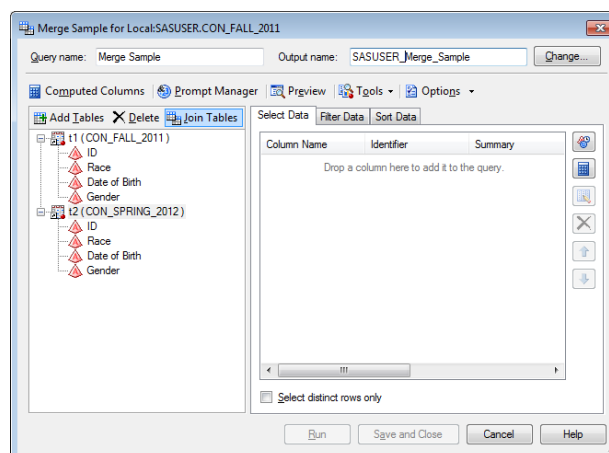 Merge Sample for Local:SASUSER.CON_FALL_2011
Query name: Merge Sample Output name: SASUSER_Merge_Sample Change...
Computed Columns Prompt Manager Preview Tools Options
Add Tables Delete Join Tables
t1 (CON_FALL_2011)
ID
Race
Date of Birth
Gender
t2 (CON_SPRING_2012)
ID
Race
Date of Birth
Gender
Select Data Filter Data Sort Data
Column Name Identifier Summary
Drop a column here to add it to the query.
Select distinct rows only
Run Save and Close Cancel Help